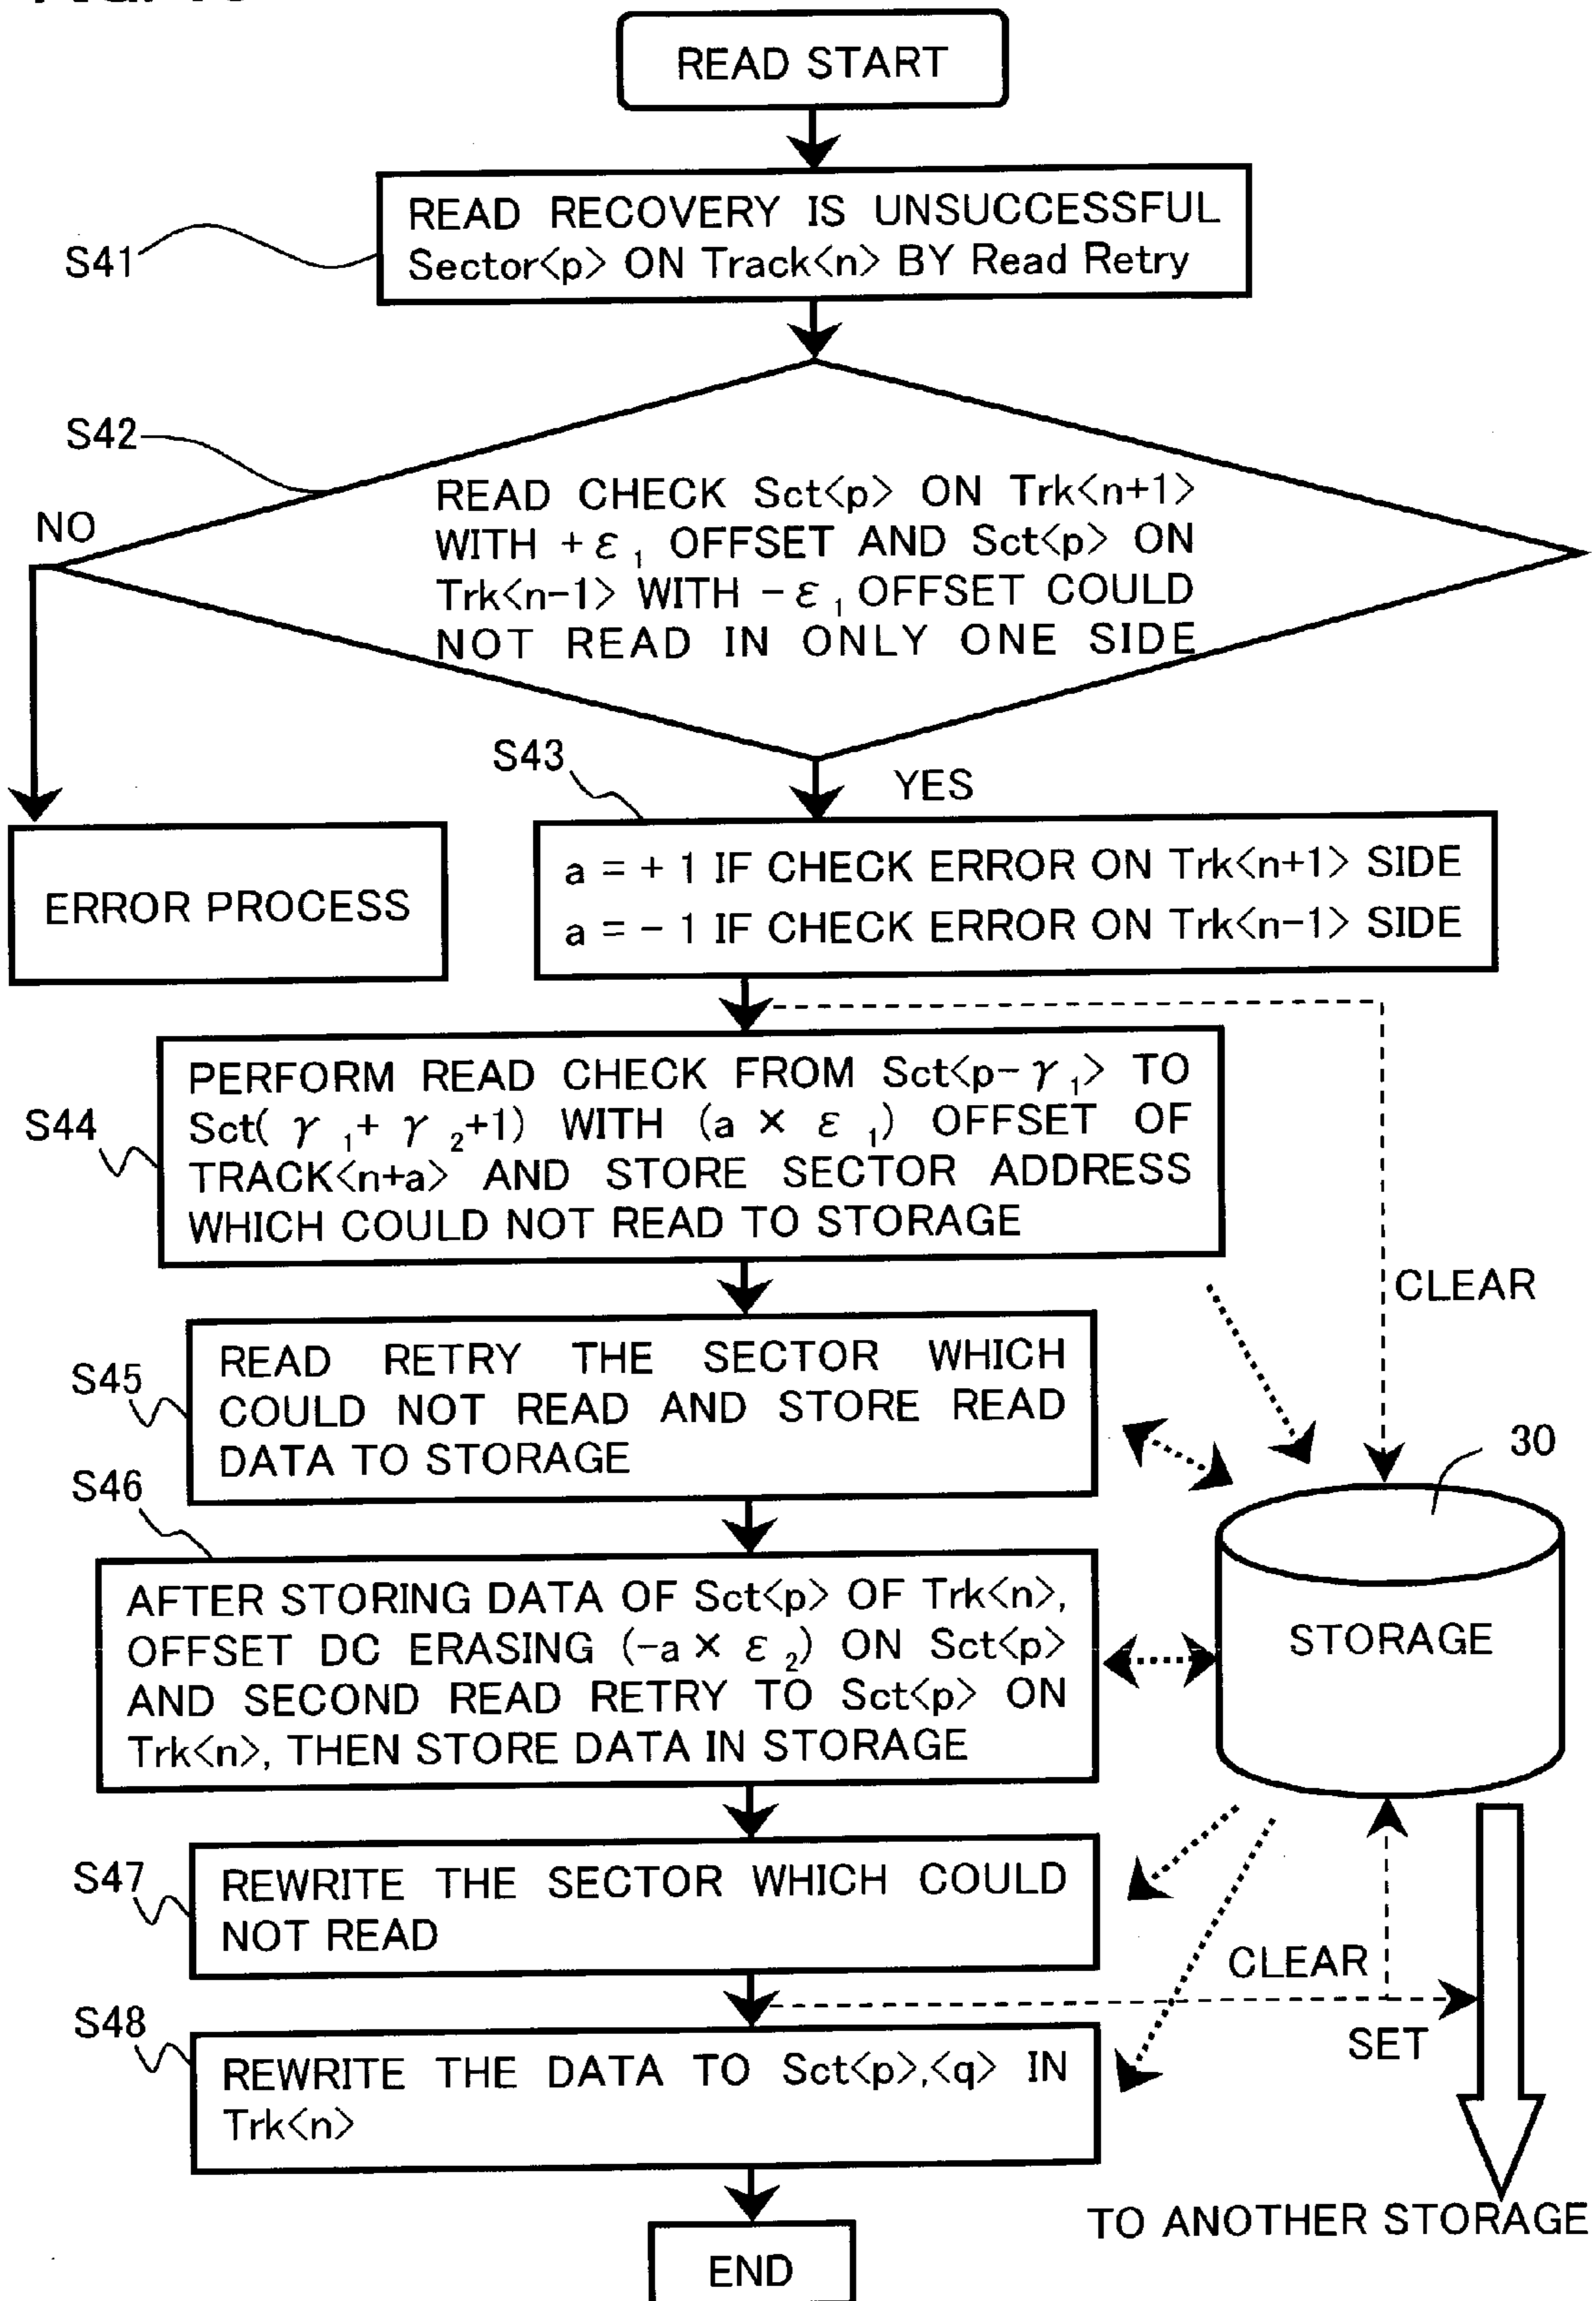 READ START
READ RECOVERY IS UNSUCCESSFUL
Sector<p> ON Track<n> BY Read Retry
S41
S42
READ CHECK Sct<p> ON Trk<n+1>
WITH +ε₁ OFFSET AND Sct<p> ON
Trk<n-1> WITH -ε₁ OFFSET COULD
NOT READ IN ONLY ONE SIDE
NO
S43
YES
a = + 1 IF CHECK ERROR ON Trk<n+1> SIDE
a = - 1 IF CHECK ERROR ON Trk<n-1> SIDE
ERROR PROCESS
S44
PERFORM READ CHECK FROM Sct<p-γ₁> TO
Sct( γ₁+ γ₂+1) WITH (a × ε₁) OFFSET OF
TRACK<n+a> AND STORE SECTOR ADDRESS
WHICH COULD NOT READ TO STORAGE
CLEAR
S45
READ RETRY THE SECTOR WHICH
COULD NOT READ AND STORE READ
DATA TO STORAGE
30
S46
AFTER STORING DATA OF Sct<p> OF Trk<n>,
OFFSET DC ERASING (-a × ε₂) ON Sct<p>
AND SECOND READ RETRY TO Sct<p> ON
Trk<n>, THEN STORE DATA IN STORAGE
STORAGE
S47
REWRITE THE SECTOR WHICH COULD
NOT READ
CLEAR
SET
S48
REWRITE THE DATA TO Sct<p>,<q> IN
Trk<n>
TO ANOTHER STORAGE
END